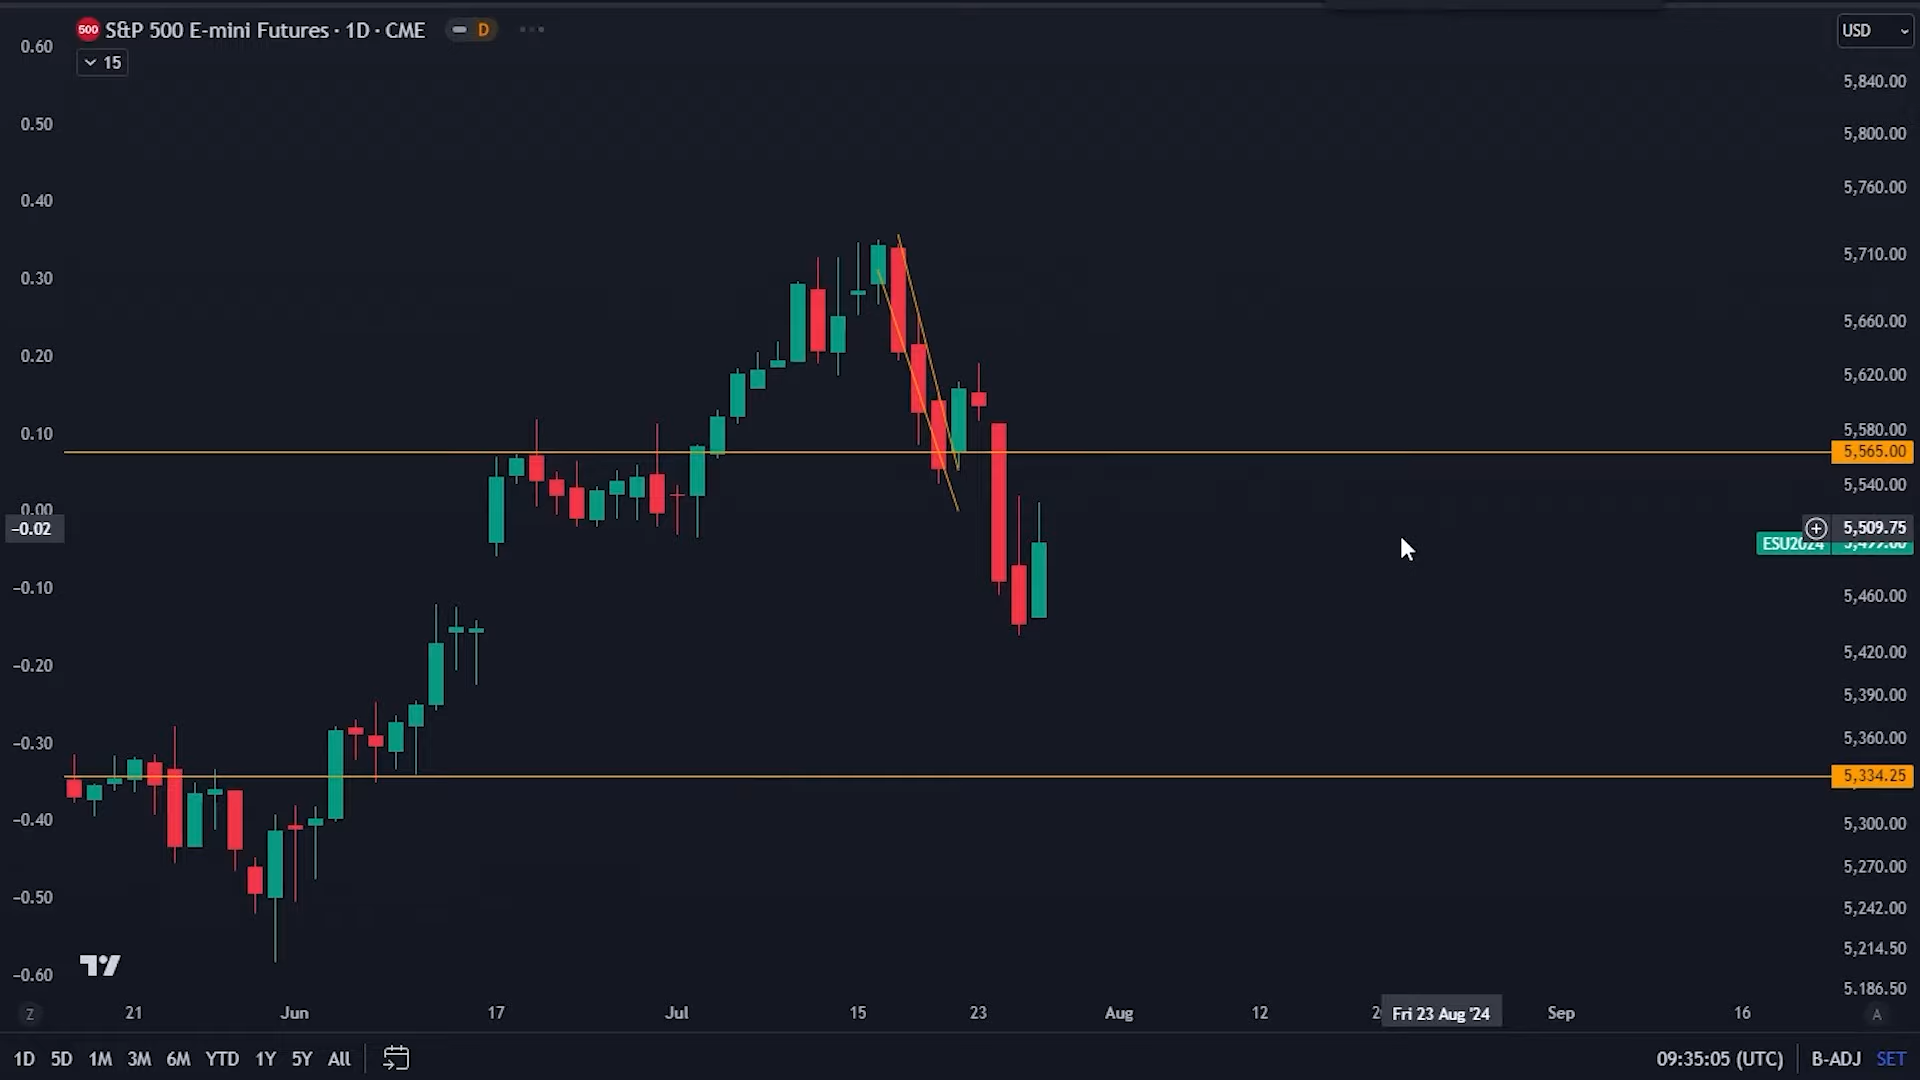 S&P 500 E-mini Futures · 1D · CME
D
USD
500
15
0.60
0.50
0.40
0.30
0.20
0.10
0.00
−0.02
−0.10
−0.20
−0.30
−0.40
−0.50
−0.60
5,840.00
5,800.00
5,760.00
5,710.00
5,660.00
5,620.00
5,580.00
5,565.00
5,540.00
5,509.75
ESU2024
5,460.00
5,420.00
5,390.00
5,360.00
5,334.25
5,300.00
5,270.00
5,242.00
5,214.50
5,186.50
Z
21
Jun
17
Jul
15
23
Aug
12
Fri 23 Aug '24
Sep
16
A
1D 5D 1M 3M 6M YTD 1Y 5Y All
09:35:05 (UTC)
B-ADJ
SET